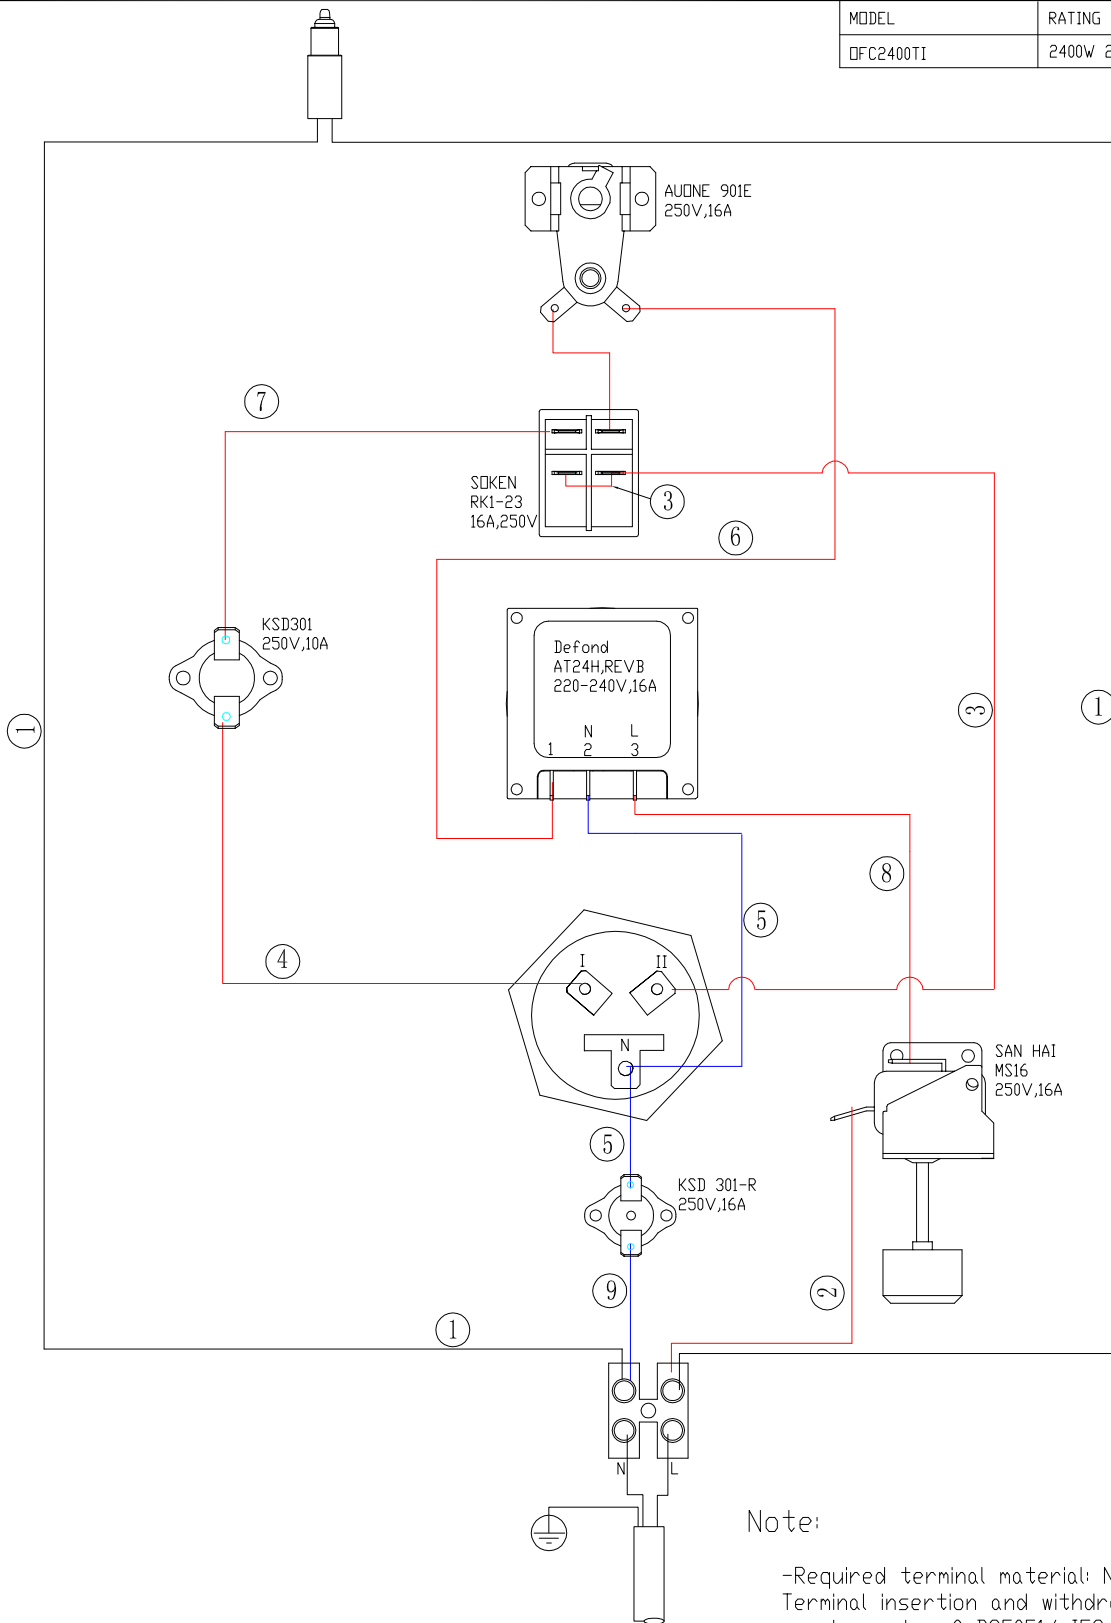 MODEL RATING
OFC2400TI 2400W
AUONE 901E
250V,16A
7
SOKEN
RK1-23
16A,250V
3
6
KSD301
250V,10A
Defond
AT24H,REVB
220-240V,16A
N L
1 2 3
1
3
1
8
5
4
I II
N
SAN HAI
MS16
250V,16A
5
KSD 301-R
250V,16A
9
2
1
N L
Note:
-Required terminal material:
Terminal insertion and